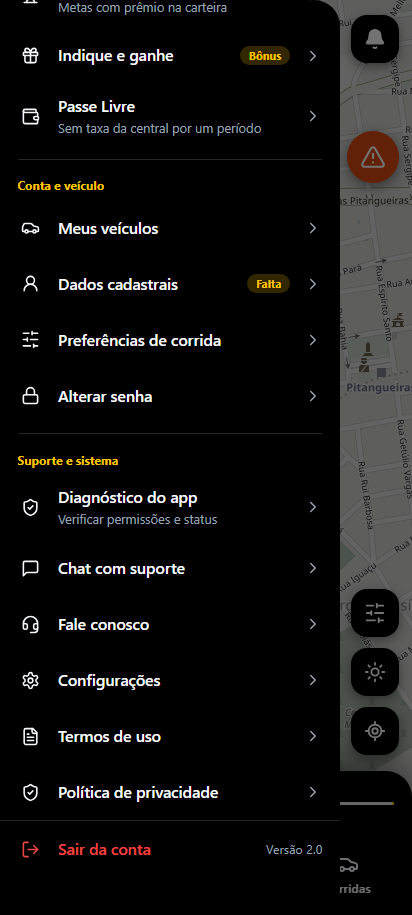 Metas com prêmio na carteira
Indique e ganhe
Bônus
Passe Livre
Sem taxa da central por um período
Conta e veículo
Meus veículos
Dados cadastrais
Falta
Preferências de corrida
Alterar senha
Suporte e sistema
Diagnóstico do app
Verificar permissões e status
Chat com suporte
Fale conosco
Configurações
Termos de uso
Política de privacidade
Sair da conta
Versão 2.0
Rua Sergipe
Pitangueiras
Pará
Rua Espírito Santo
Bahia
Pitangueiras
Rua Getúlio Vargas
Rua Rui Barbosa
Rua Iguaçu
rridas